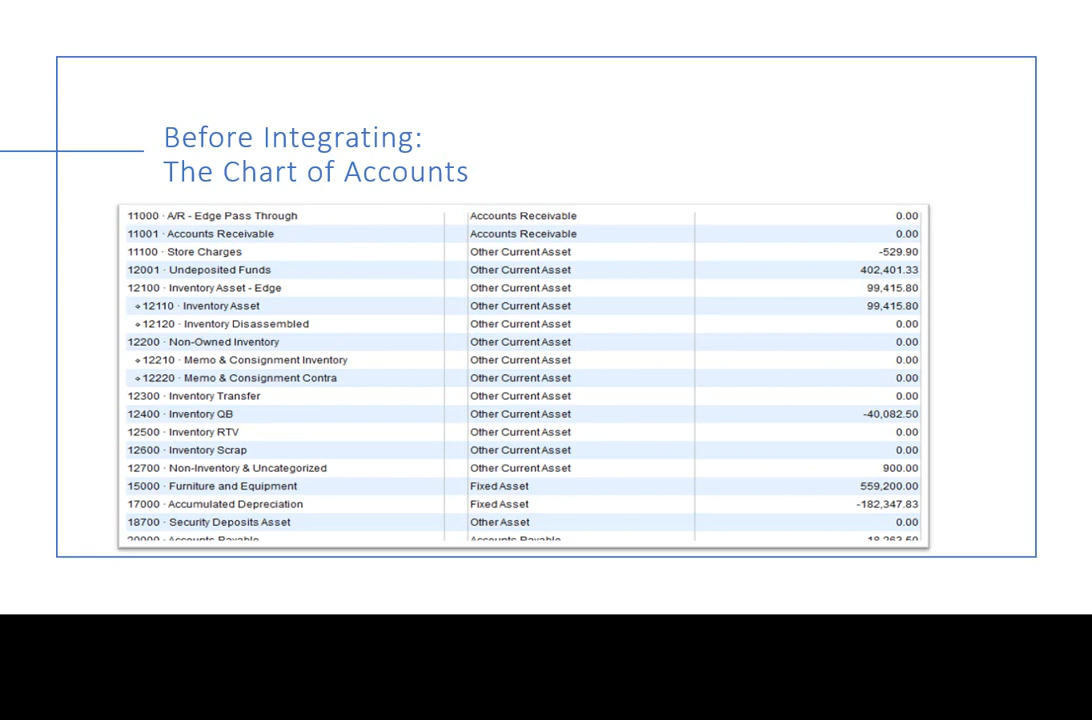 Before Integrating:
The Chart of Accounts
11000 · A/R - Edge Pass Through Accounts Receivable 0.00
11001 · Accounts Receivable Accounts Receivable 0.00
11100 · Store Charges Other Current Asset -529.90
12001 · Undeposited Funds Other Current Asset 402,401.33
12100 · Inventory Asset - Edge Other Current Asset 99,415.80
⋄12110 · Inventory Asset Other Current Asset 99,415.80
⋄12120 · Inventory Disassembled Other Current Asset 0.00
12200 · Non-Owned Inventory Other Current Asset 0.00
⋄12210 · Memo & Consignment Inventory Other Current Asset 0.00
⋄12220 · Memo & Consignment Contra Other Current Asset 0.00
12300 · Inventory Transfer Other Current Asset 0.00
12400 · Inventory QB Other Current Asset -40,082.50
12500 · Inventory RTV Other Current Asset 0.00
12600 · Inventory Scrap Other Current Asset 0.00
12700 · Non-Inventory & Uncategorized Other Current Asset 900.00
15000 · Furniture and Equipment Fixed Asset 559,200.00
17000 · Accumulated Depreciation Fixed Asset -182,347.83
18700 · Security Deposits Asset Other Asset 0.00
20000 · Accounts Payable Accounts Payable 18,263.50